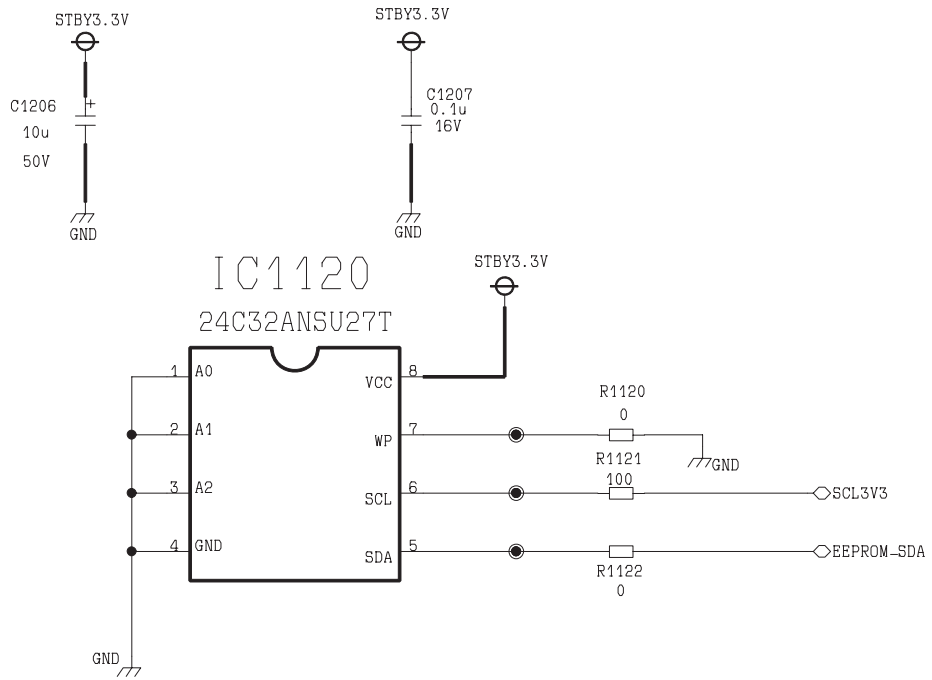 STBY3.3V
STBY3.3V
C1206
10u
50V
C1207
0.1u
16V
GND
GND
STBY3.3V
IC1120
24C32ANSU27T
1 A0
VCC 8
2 A1
WP 7
3 A2
SCL 6
4 GND
SDA 5
R1120
0
GND
R1121
100
SCL3V3
EEPROM_SDA
R1122
0
GND